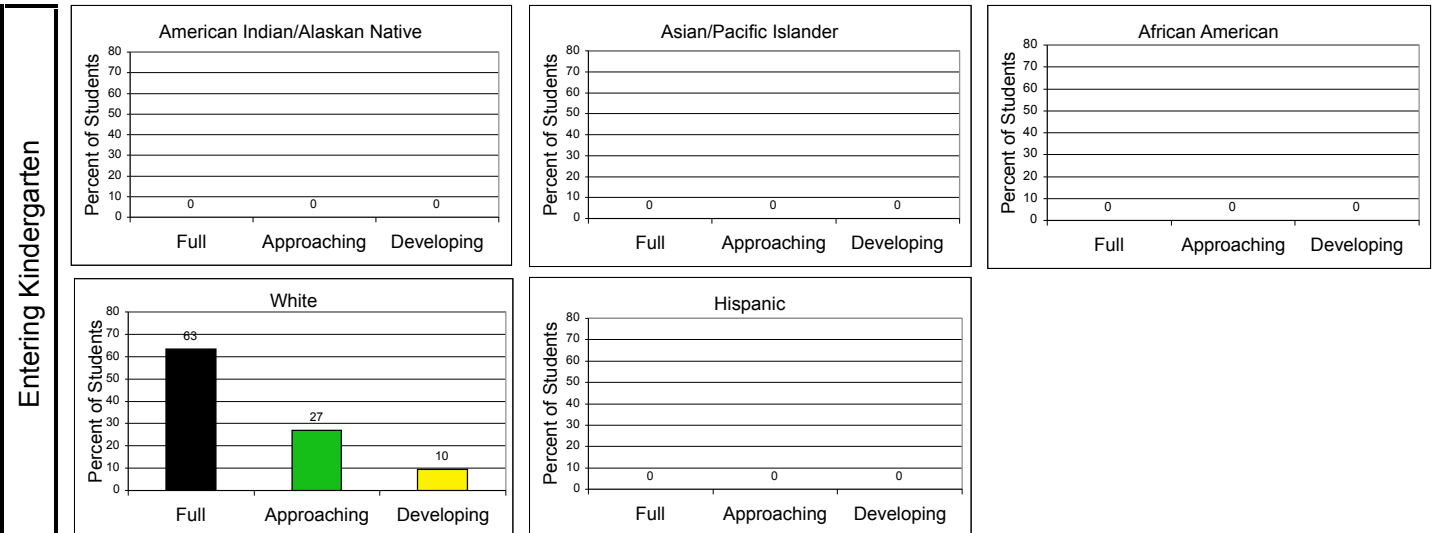 Entering Kindergarten
American Indian/Alaskan Native
Percent of Students
80
70
60
50
40
30
20
10
0
0 0 0
Full Approaching Developing
Asian/Pacific Islander
Percent of Students
80
70
60
50
40
30
20
10
0
0 0 0
Full Approaching Developing
African American
Percent of Students
80
70
60
50
40
30
20
10
0
0 0 0
Full Approaching Developing
White
Percent of Students
80
70
60
50
40
30
20
10
0
63
27
10
Full Approaching Developing
Hispanic
Percent of Students
80
70
60
50
40
30
20
10
0
0 0 0
Full Approaching Developing